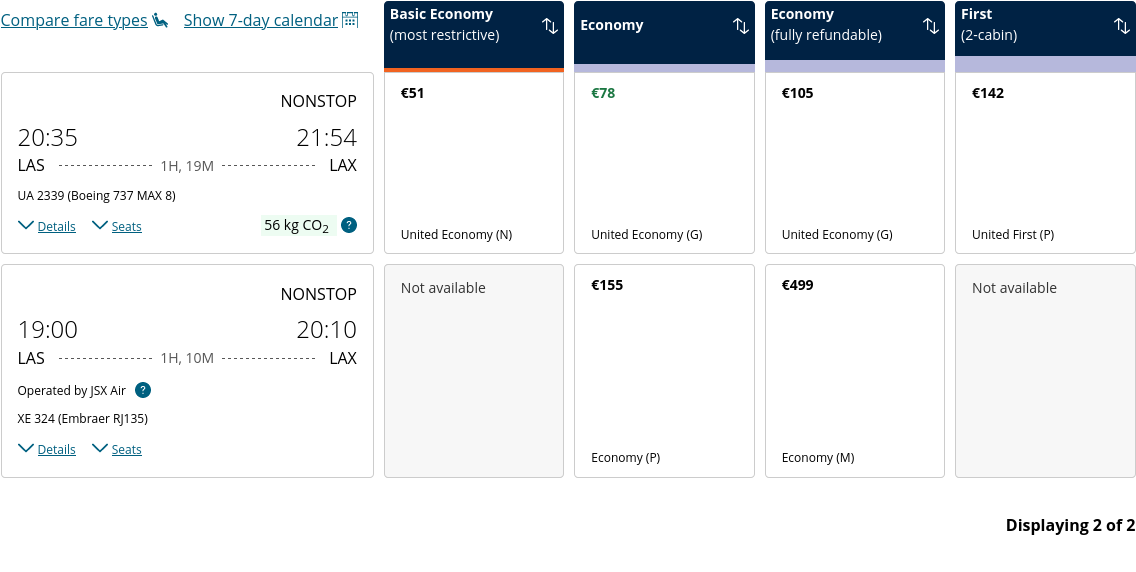 Compare fare types
Show 7-day calendar
Basic Economy
(most restrictive)
Economy
Economy
(fully refundable)
First
(2-cabin)
NONSTOP
20:35 21:54
LAS 1H, 19M LAX
UA 2339 (Boeing 737 MAX 8)
Details Seats 56 kg CO2 ?
€51
United Economy (N)
€78
United Economy (G)
€105
United Economy (G)
€142
United First (P)
NONSTOP
19:00 20:10
LAS 1H, 10M LAX
Operated by JSX Air ?
XE 324 (Embraer RJ135)
Details Seats
Not available
€155
Economy (P)
€499
Economy (M)
Not available
Displaying 2 of 2